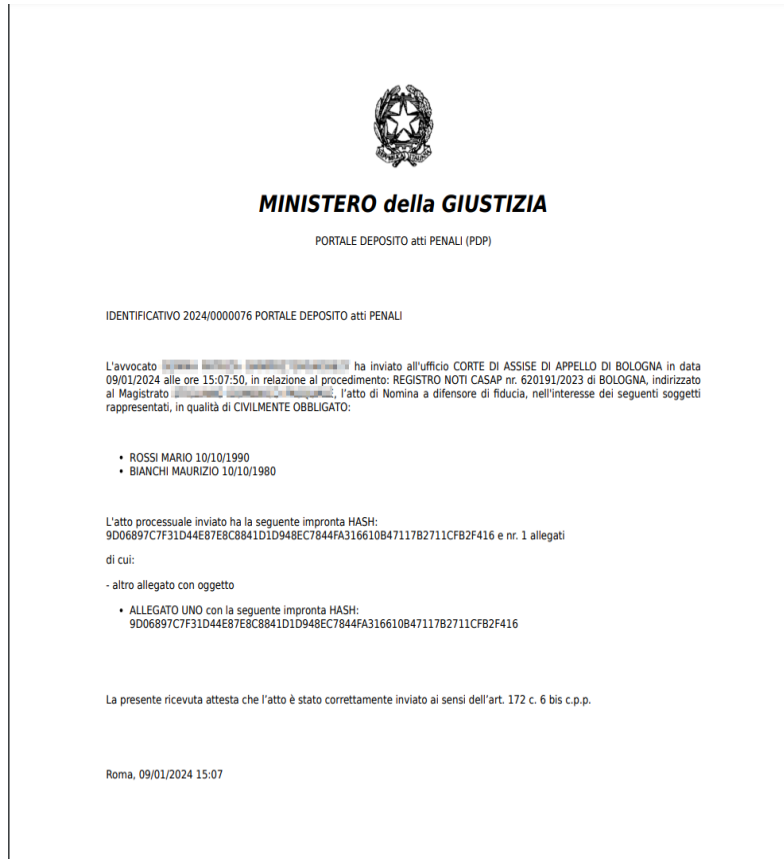 MINISTERO della GIUSTIZIA
PORTALE DEPOSITO atti PENALI (PDP)
IDENTIFICATIVO 2024/0000076 PORTALE DEPOSITO atti PENALI
L'avvocato ha inviato all'ufficio CORTE DI ASSISE DI APPELLO DI BOLOGNA in data
09/01/2024 alle ore 15:07:50, in relazione al procedimento: REGISTRO NOTI CASAP nr. 620191/2023 di BOLOGNA, indirizzato
al Magistrato , l'atto di Nomina a difensore di fiducia, nell'interesse dei seguenti soggetti
rappresentati, in qualità di CIVILMENTE OBBLIGATO:
• ROSSI MARIO 10/10/1990
• BIANCHI MAURIZIO 10/10/1980
L'atto processuale inviato ha la seguente impronta HASH:
9D06897C7F31D44E87E8C8841D1D948EC7844FA316610B47117B2711CFB2F416 e nr. 1 allegati
di cui:
- altro allegato con oggetto
• ALLEGATO UNO con la seguente impronta HASH:
9D06897C7F31D44E87E8C8841D1D948EC7844FA316610B47117B2711CFB2F416
La presente ricevuta attesta che l'atto è stato correttamente inviato ai sensi dell'art. 172 c. 6 bis c.p.p.
Roma, 09/01/2024 15:07